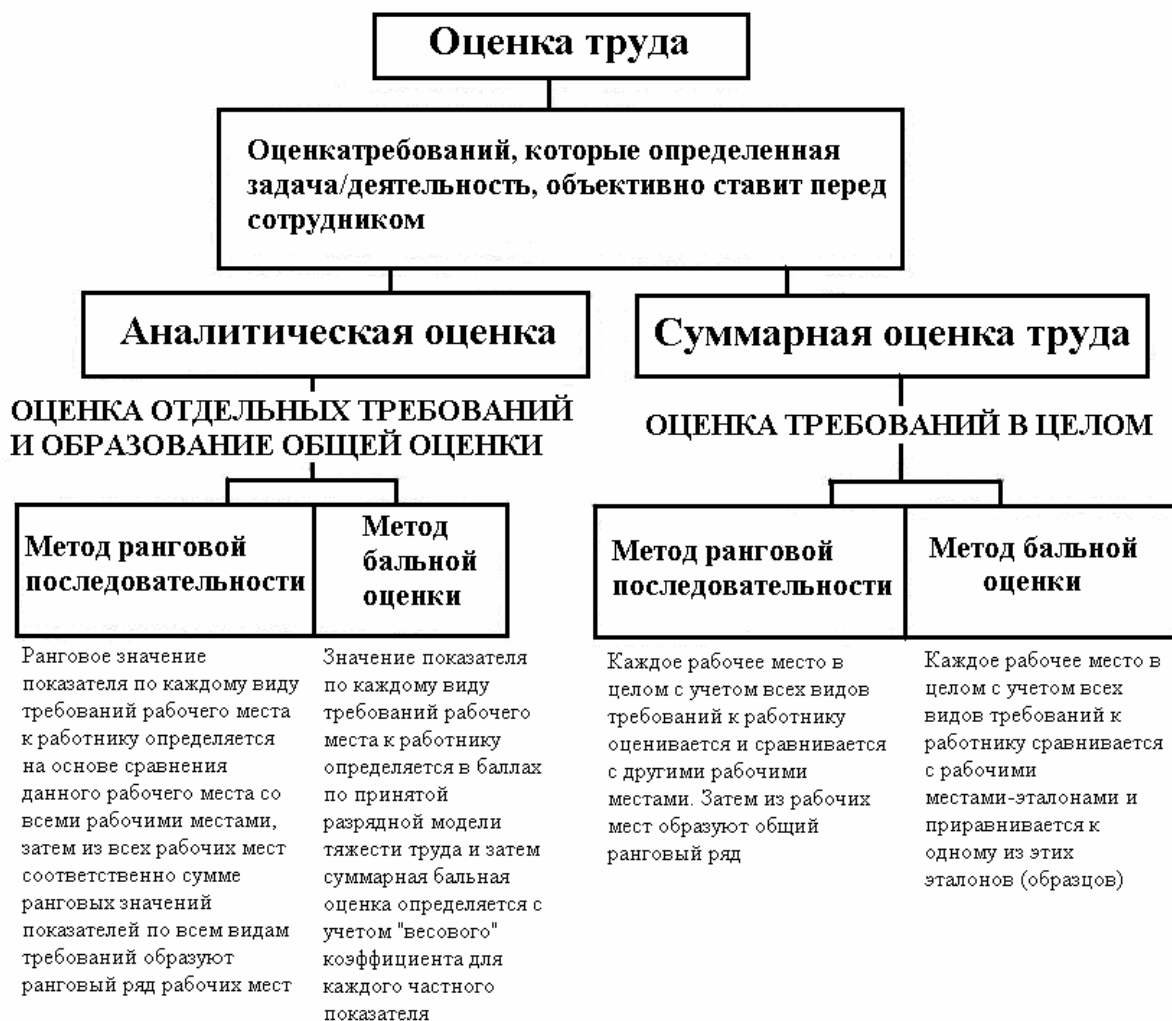 Оценка труда
Оценкатребований, которые определенная
задача/деятельность, объективно ставит перед
сотрудником
Аналитическая оценка
Суммарная оценка труда
ОЦЕНКА ОТДЕЛЬНЫХ ТРЕБОВАНИЙ
И ОБРАЗОВАНИЕ ОБЩЕЙ ОЦЕНКИ
ОЦЕНКА ТРЕБОВАНИЙ В ЦЕЛОМ
Метод ранговой
последовательности
Метод
бальной
оценки
Метод ранговой
последовательности
Метод бальной
оценки
Ранговое значение
показателя по каждому виду
требований рабочего места
к работнику определяется
на основе сравнения
данного рабочего места со
всеми рабочими местами,
затем из всех рабочих мест
соответственно сумме
ранговых значений
показателей по всем видам
требований образуют
ранговый ряд рабочих мест
Значение показателя
по каждому виду
требований рабочего
места к работнику
определяется в баллах
по принятой
разрядной модели
тяжести труда и затем
суммарная бальная
оценка определяется с
учетом "весового"
коэффициента для
каждого частного
показателя
Каждое рабочее место в
целом с учетом всех видов
требований к работнику
оценивается и сравнивается
с другими рабочими
местами. Затем из рабочих
мест образуют общий
ранговый ряд
Каждое рабочее место в
целом с учетом всех
видов требований к
работнику сравнивается
с рабочими
местами-эталонами и
приравнивается к
одному из этих
эталонов (образцов)